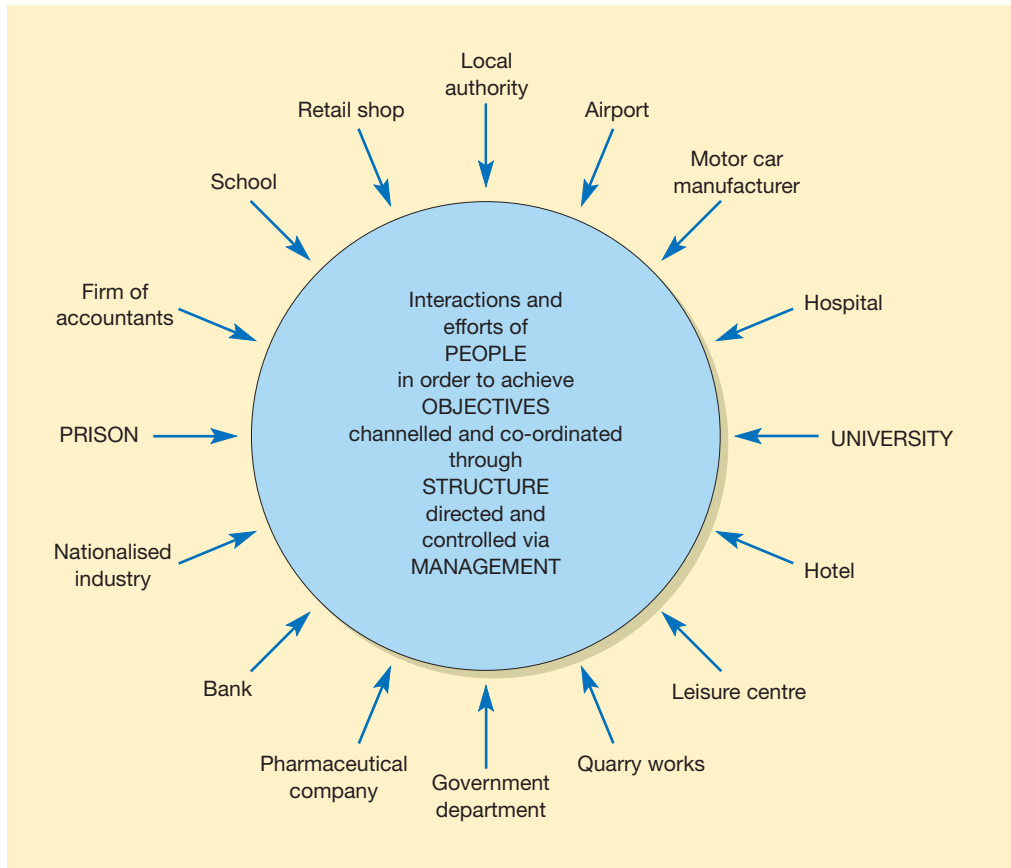 Local
authority
Airport
Motor car
manufacturer
Hospital
UNIVERSITY
Hotel
Leisure centre
Quarry works
Government
department
Pharmaceutical
company
Bank
Nationalised
industry
PRISON
Firm of
accountants
School
Retail shop
Interactions and
efforts of
PEOPLE
in order to achieve
OBJECTIVES
channelled and co-ordinated
through
STRUCTURE
directed and
controlled via
MANAGEMENT